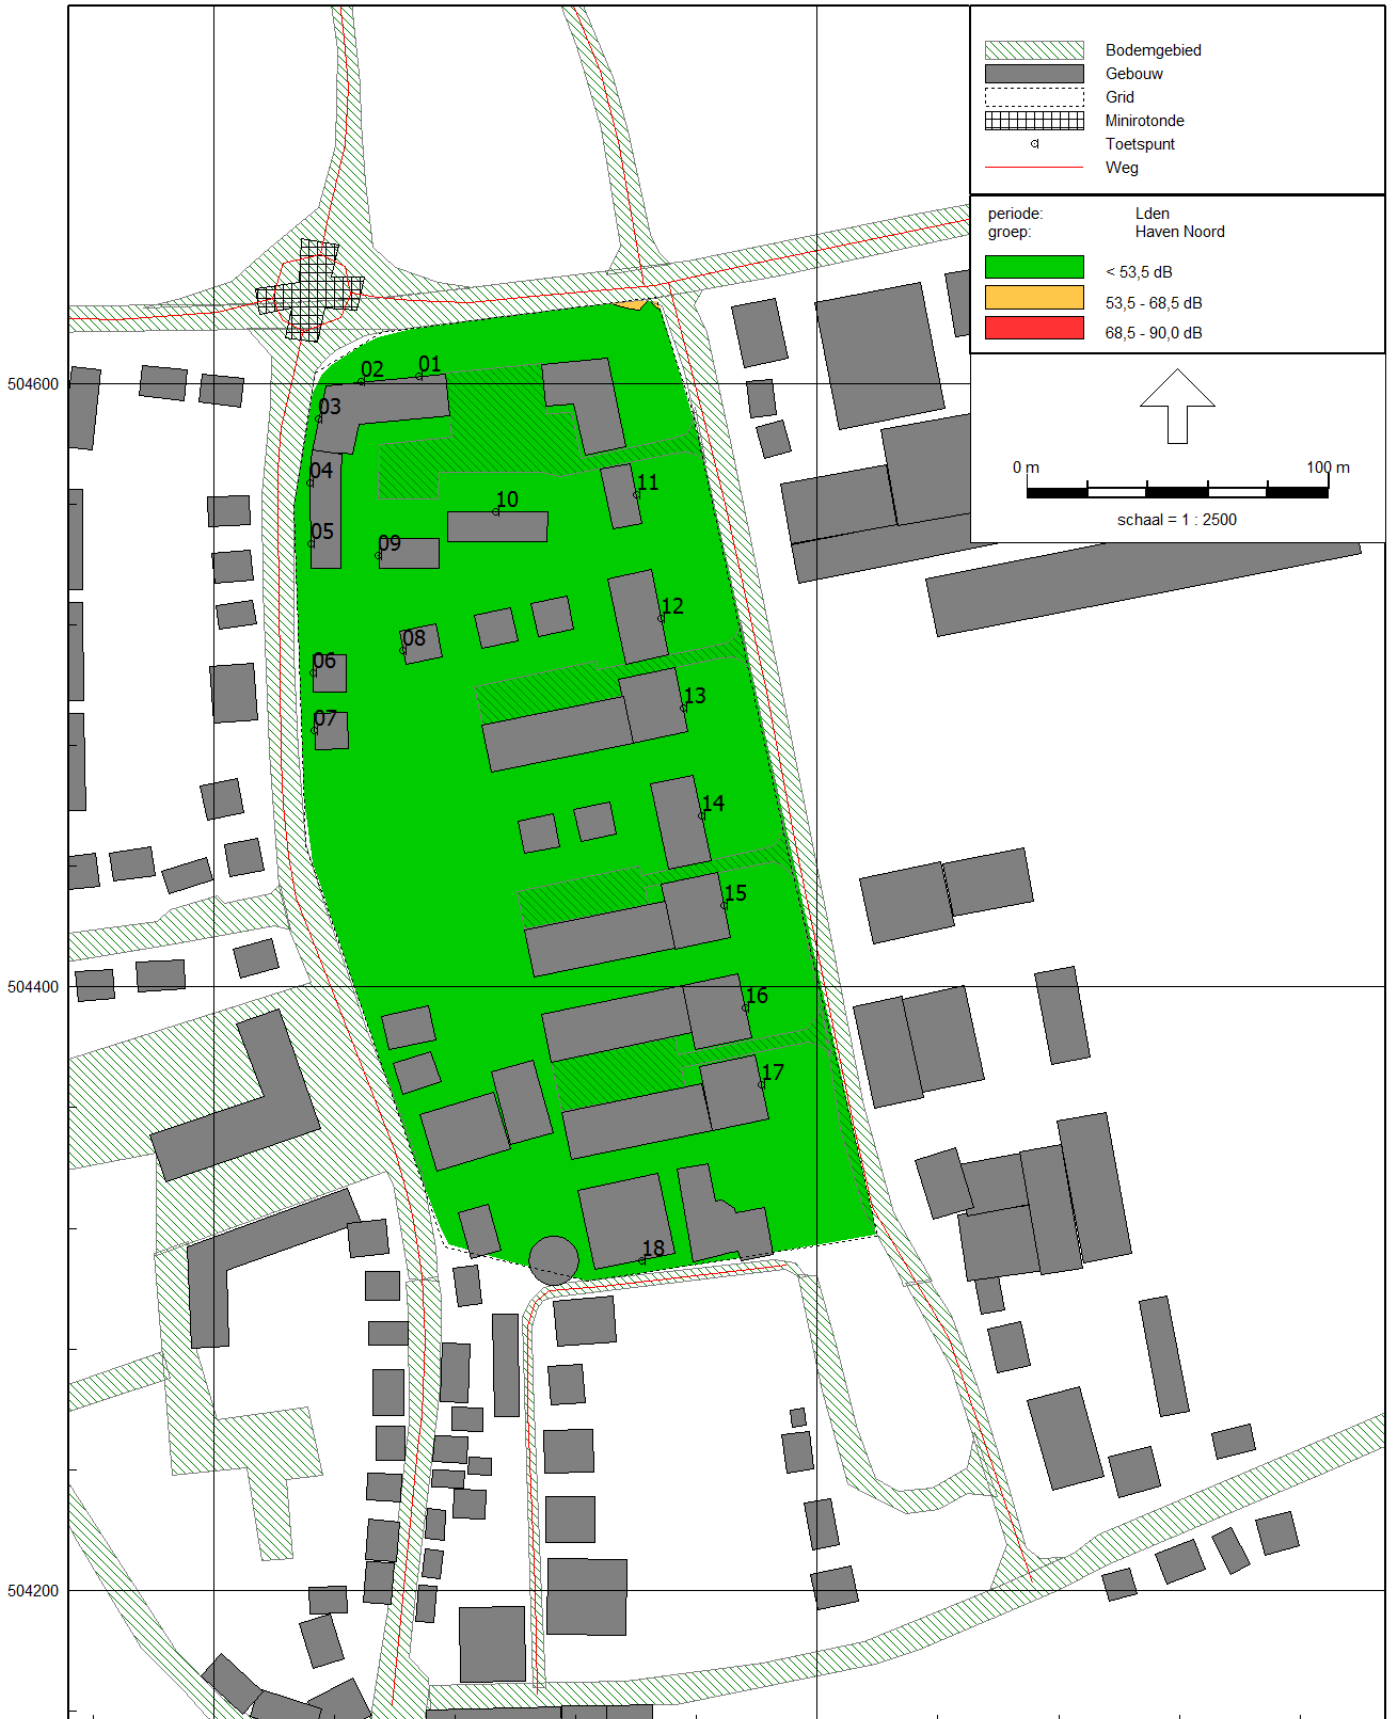 Bodemgebied
Gebouw
Grid
Minirotonde
Toetspunt
Weg
periode: Lden
groep: Haven Noord
< 53,5 dB
53,5 - 68,5 dB
68,5 - 90,0 dB
0 m 100 m
schaal = 1 : 2500
504600
504400
504200
01
02
03
04
05
06
07
08
09
10
11
12
13
14
15
16
17
18